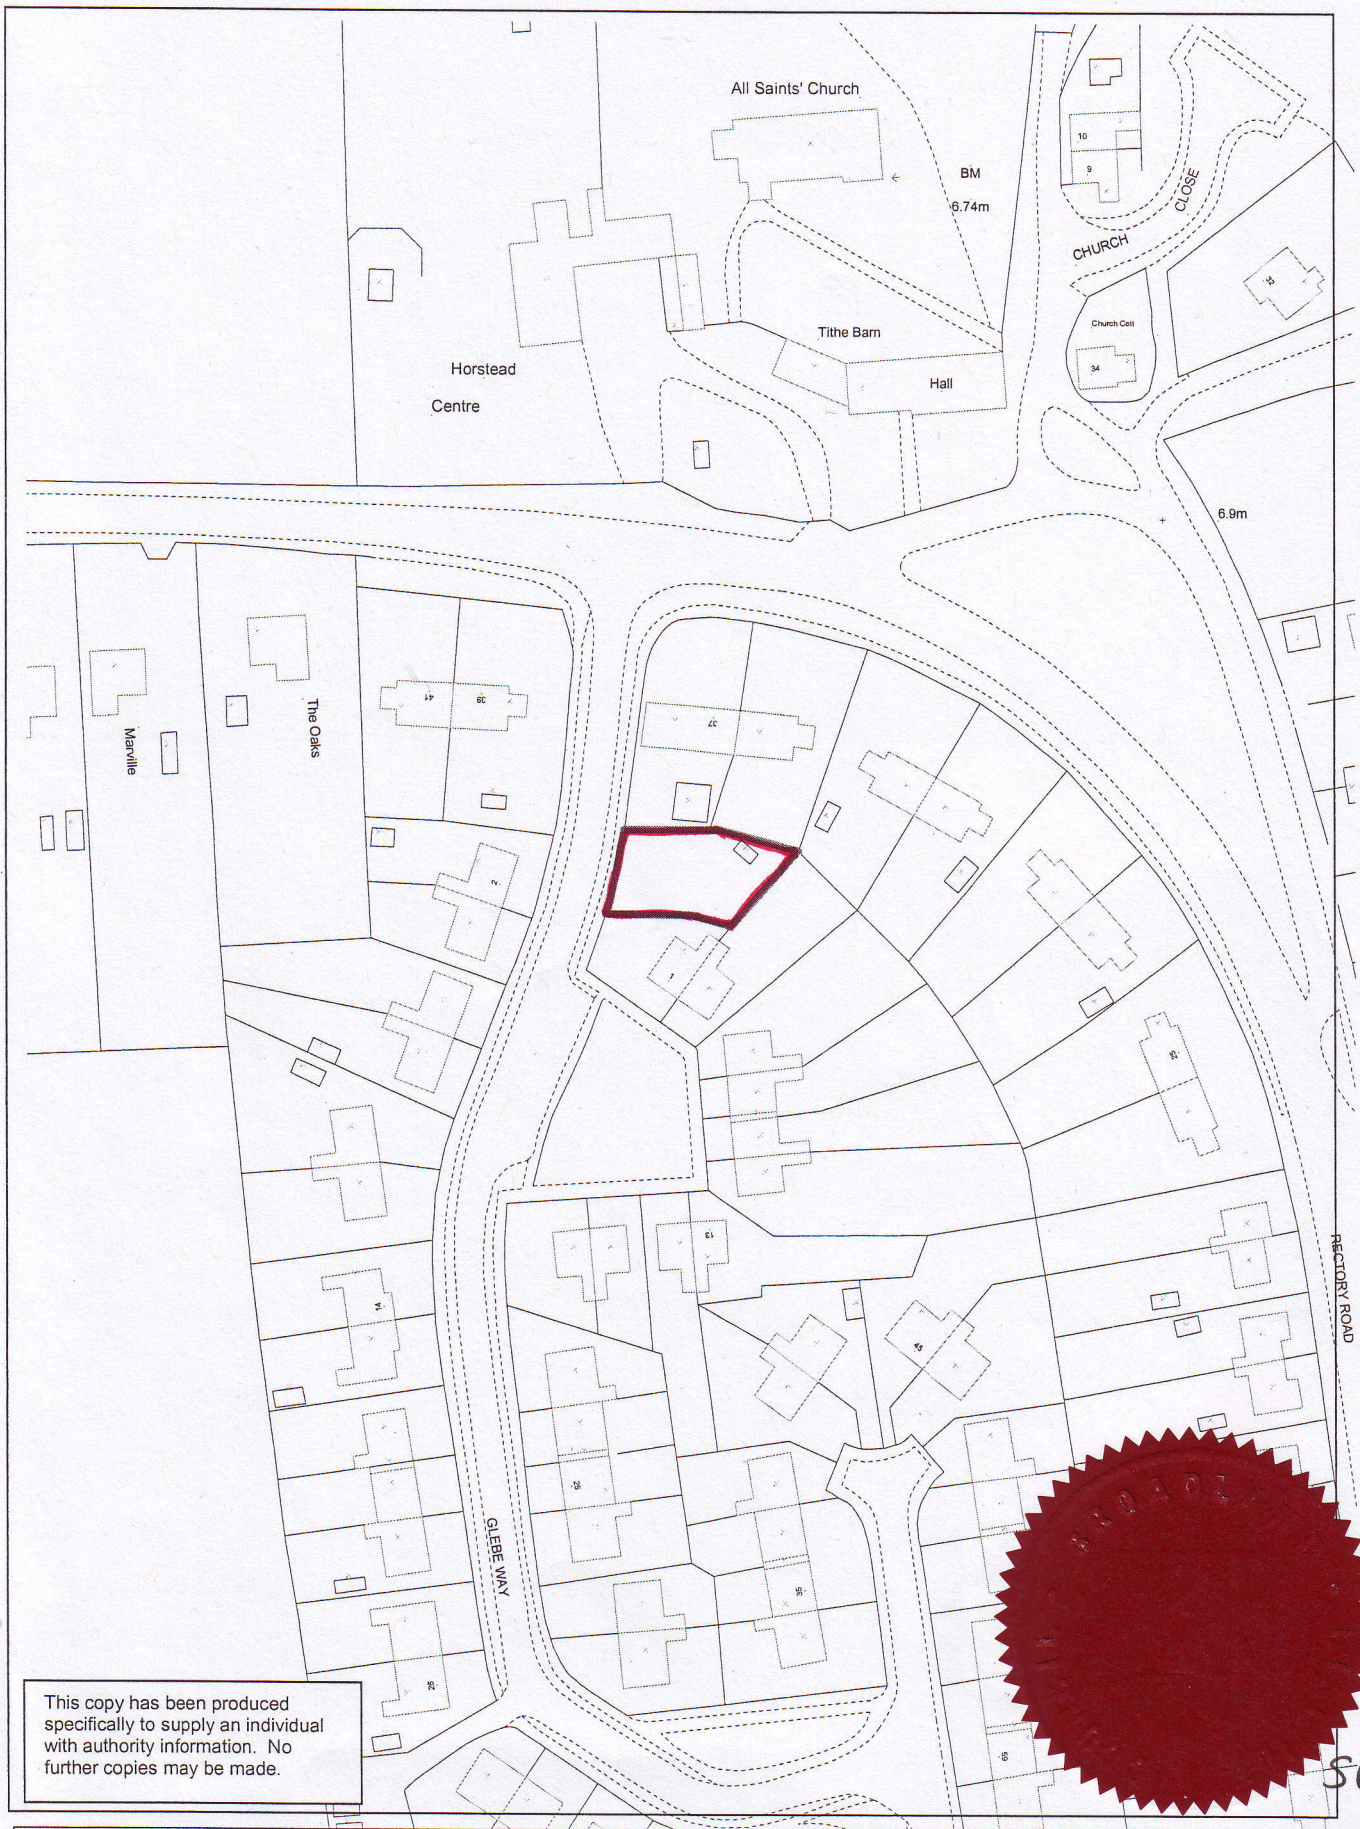 All Saints' Church
BM
6.74m
10
9
CLOSE
CHURCH
32
Church Cott
34
Tithe Barn
Hall
Horstead
Centre
6.9m
The Oaks
Marville
41
39
37
2
1
25
13
14
45
RECTORY ROAD
25
GLEBE WAY
35
26
65
This copy has been produced
specifically to supply an individual
with authority information. No
further copies may be made.